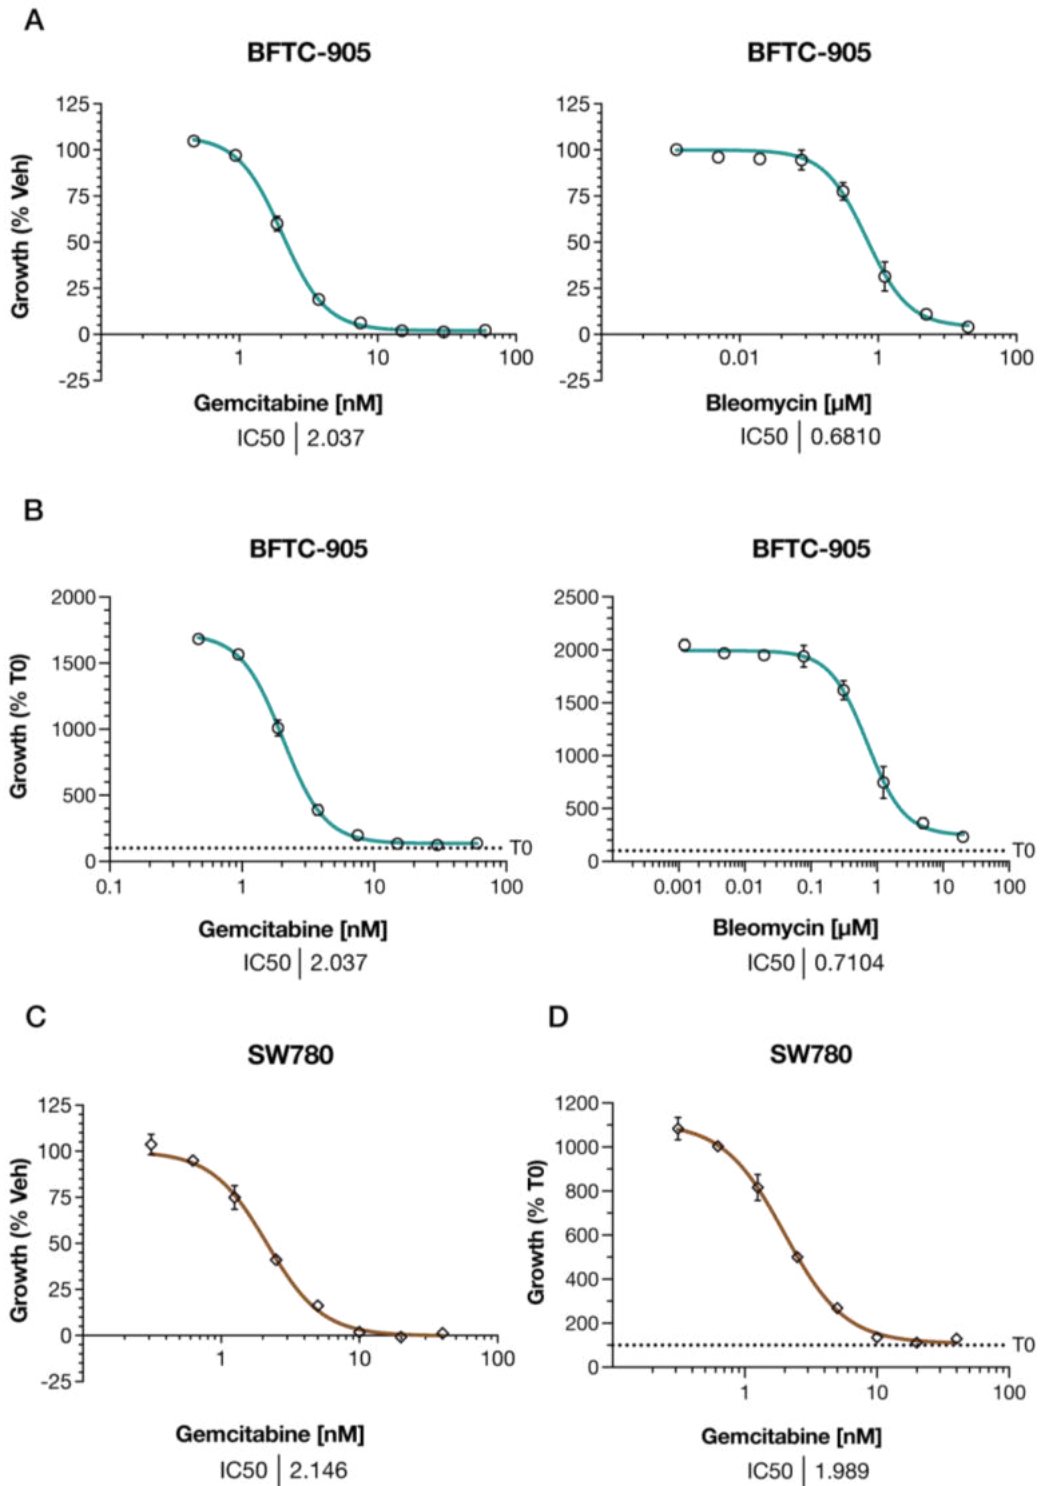 A
BFTC-905
BFTC-905
Growth (% Veh)
125
100
75
50
25
0
-25
1
10
100
Gemcitabine [nM]
IC50 | 2.037
125
100
75
50
25
0
-25
0.01
1
100
Bleomycin [µM]
IC50 | 0.6810
B
BFTC-905
BFTC-905
Growth (% T0)
2000
1500
1000
500
0
T0
0.1
1
10
100
Gemcitabine [nM]
IC50 | 2.037
2500
2000
1500
1000
500
0
T0
0.001
0.01
0.1
1
10
100
Bleomycin [µM]
IC50 | 0.7104
C
SW780
Growth (% Veh)
125
100
75
50
25
0
-25
1
10
100
Gemcitabine [nM]
IC50 | 2.146
D
SW780
Growth (% T0)
1200
1000
800
600
400
200
0
T0
1
10
100
Gemcitabine [nM]
IC50 | 1.989